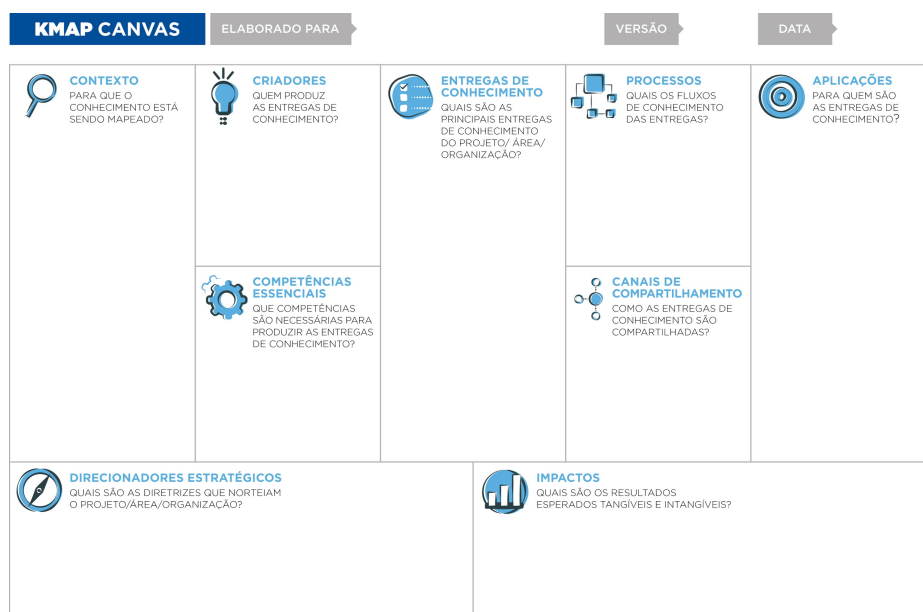 KMAP CANVAS
ELABORADO PARA
VERSÃO
DATA
CONTEXTO
PARA QUE O
CONHECIMENTO ESTÁ
SENDO MAPEADO?
CRIADORES
QUEM PRODUZ
AS ENTREGAS DE
CONHECIMENTO?
COMPETÊNCIAS
ESSENCIAIS
QUE COMPETÊNCIAS
SÃO NECESSÁRIAS PARA
PRODUZIR AS ENTREGAS
DE CONHECIMENTO?
ENTREGAS DE
CONHECIMENTO
QUAIS SÃO AS
PRINCIPAIS ENTREGAS
DE CONHECIMENTO
DO PROJETO/ ÁREA/
ORGANIZAÇÃO?
PROCESSOS
QUAIS OS FLUXOS
DE CONHECIMENTO
DAS ENTREGAS?
CANAIS DE
COMPARTILHAMENTO
COMO AS ENTREGAS DE
CONHECIMENTO SÃO
COMPARTILHADAS?
APLICAÇÕES
PARA QUEM SÃO
AS ENTREGAS DE
CONHECIMENTO?
DIRECIONADORES ESTRATÉGICOS
QUAIS SÃO AS DIRETRIZES QUE NORTEIAM
O PROJETO/ÁREA/ORGANIZAÇÃO?
IMPACTOS
QUAIS SÃO OS RESULTADOS
ESPERADOS TANGÍVEIS E INTANGÍVEIS?